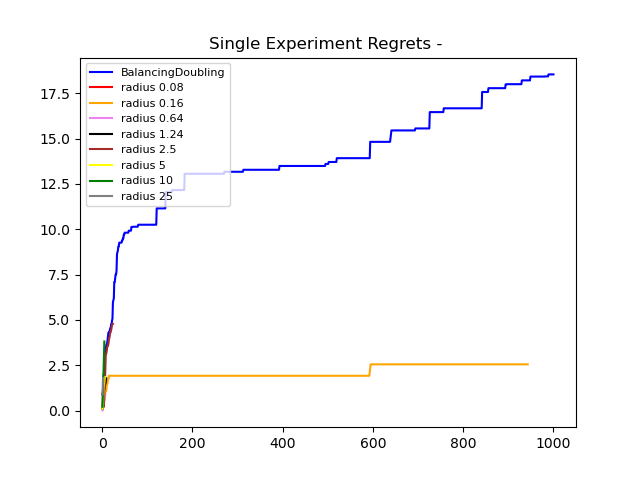 Single Experiment Regrets -
BalancingDoubling
radius 0.08
radius 0.16
radius 0.64
radius 1.24
radius 2.5
radius 5
radius 10
radius 25
17.5
15.0
12.5
10.0
7.5
5.0
2.5
0.0
0 200 400 600 800 1000